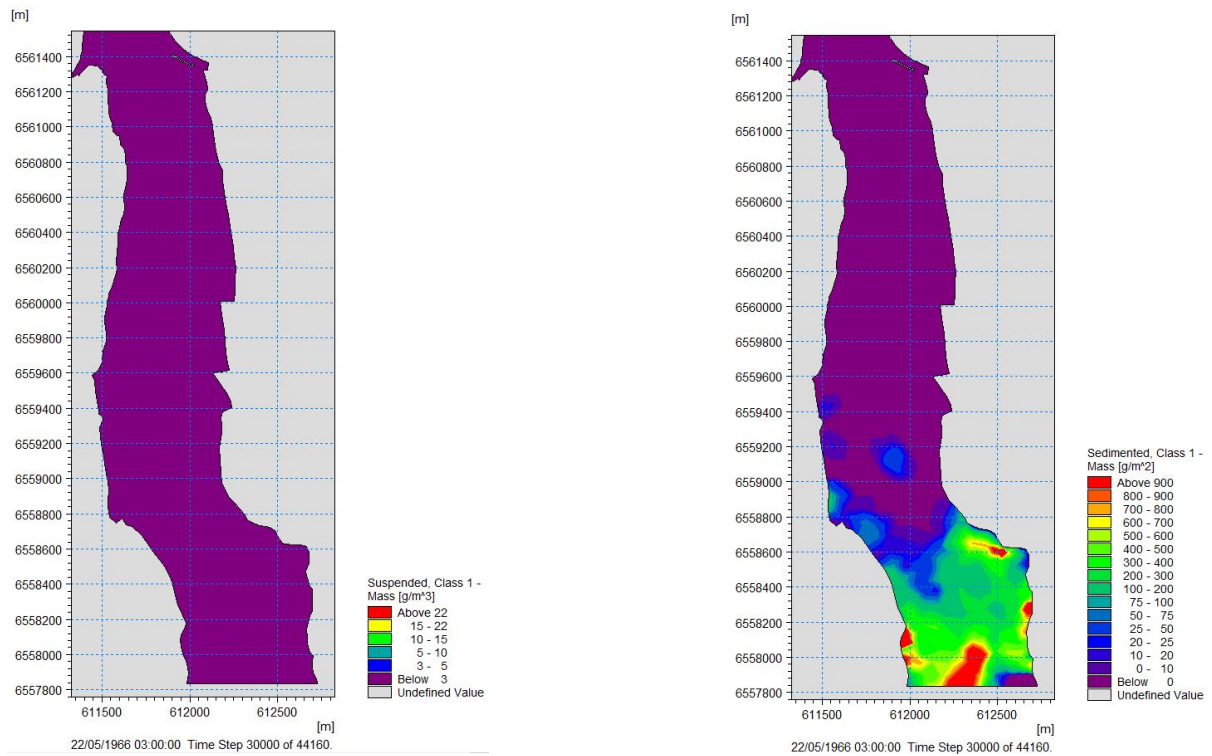 [m]
6561400
6561200
6561000
6560800
6560600
6560400
6560200
6560000
6559800
6559600
6559400
6559200
6559000
6558800
6558600
6558400
6558200
6558000
6557800
611500
612000
612500
[m]
22/05/1966 03:00:00 Time Step 30000 of 44160.
Suspended, Class 1 -
Mass [g/m^3]
Above 22
15 - 22
10 - 15
5 - 10
3 - 5
Below 3
Undefined Value
[m]
6561400
6561200
6561000
6560800
6560600
6560400
6560200
6560000
6559800
6559600
6559400
6559200
6559000
6558800
6558600
6558400
6558200
6558000
6557800
611500
612000
612500
[m]
22/05/1966 03:00:00 Time Step 30000 of 44160.
Sedimented, Class 1 -
Mass [g/m^2]
Above 900
800 - 900
700 - 800
600 - 700
500 - 600
400 - 500
300 - 400
200 - 300
100 - 200
75 - 100
50 - 75
25 - 50
20 - 25
10 - 20
0 - 10
Below 0
Undefined Value